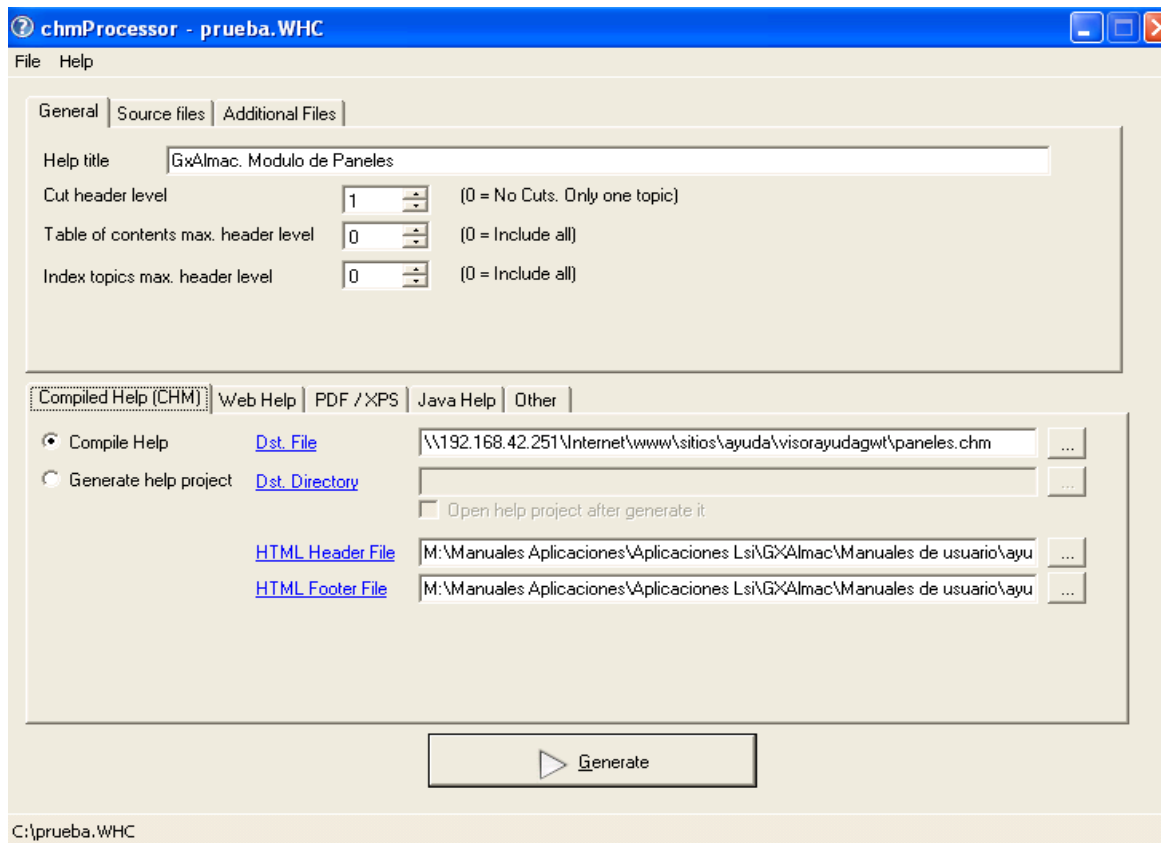 chmProcessor - prueba.WHC
File Help
General Source files Additional Files
Help title GxAlmac. Modulo de Paneles
Cut header level 1 (0 = No Cuts. Only one topic)
Table of contents max. header level 0 (0 = Include all)
Index topics max. header level 0 (0 = Include all)
Compiled Help (CHM) Web Help PDF / XPS Java Help Other
Compile Help Dst. File \\192.168.42.251\Internet\www\sitios\ayuda\visorayudagwt\paneles.chm ...
Generate help project Dst. Directory ...
Open help project after generate it
HTML Header File M:\Manuales Aplicaciones\Aplicaciones Lsi\GXAlmac\Manuales de usuario\ayu ...
HTML Footer File M:\Manuales Aplicaciones\Aplicaciones Lsi\GXAlmac\Manuales de usuario\ayu ...
Generate
C:\prueba.WHC